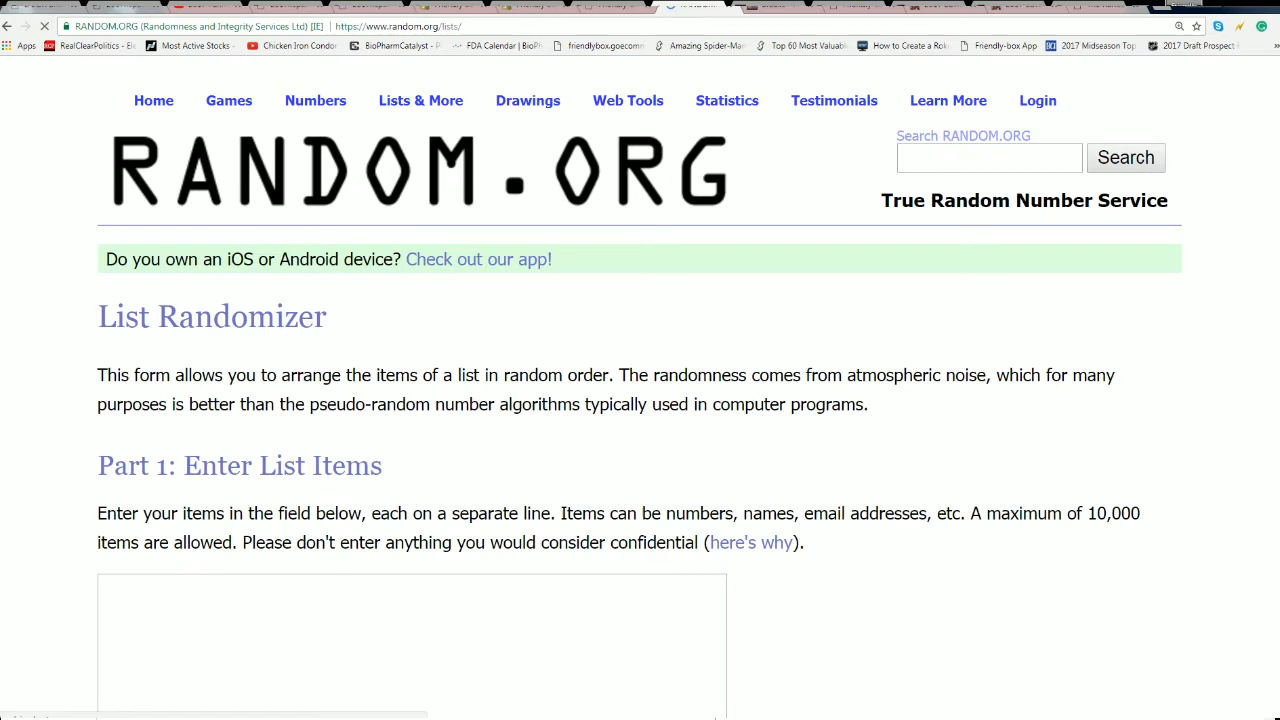 RANDOM.ORG (Randomness and Integrity Services Ltd) [IE] | https://www.random.org/lists/
Apps RealClearPolitics - Ele Most Active Stocks - Chicken Iron Condor BioPharmCatalyst - P FDA Calendar | BioPh friendlybox.gocomm Amazing Spider-Man Top 60 Most Valuabl How to Create a Rok Friendly-box App 2017 Midseason Top 2017 Draft Prospect R
Home Games Numbers Lists & More Drawings Web Tools Statistics Testimonials Learn More Login
RANDOM.ORG
Search RANDOM.ORG
Search
True Random Number Service
Do you own an iOS or Android device? Check out our app!
List Randomizer
This form allows you to arrange the items of a list in random order. The randomness comes from atmospheric noise, which for many
purposes is better than the pseudo-random number algorithms typically used in computer programs.
Part 1: Enter List Items
Enter your items in the field below, each on a separate line. Items can be numbers, names, email addresses, etc. A maximum of 10,000
items are allowed. Please don't enter anything you would consider confidential (here's why).